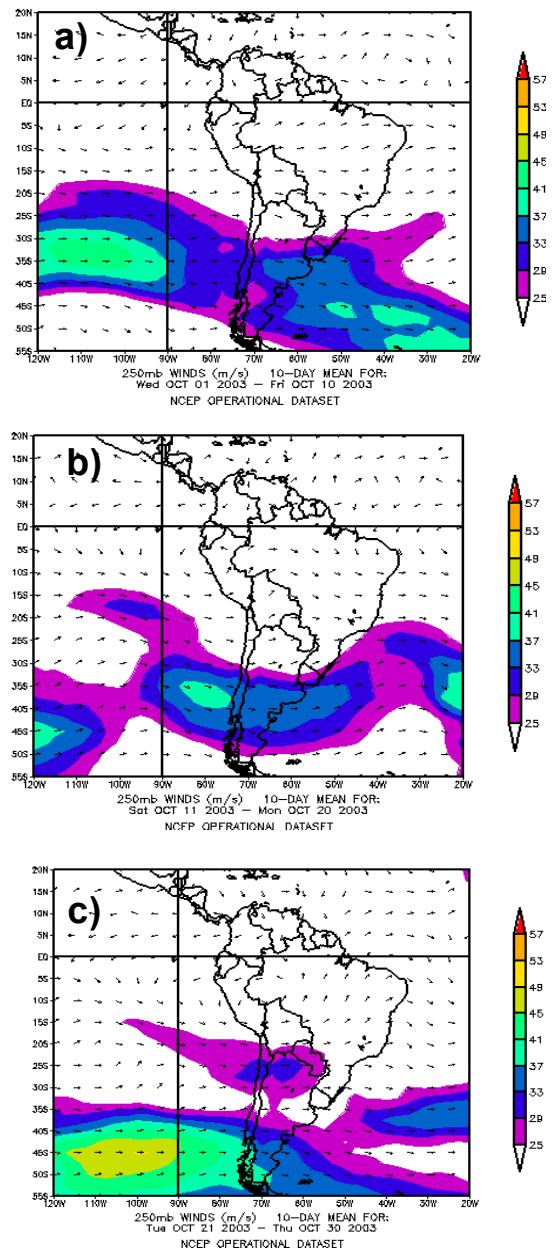 a)
20N
15N
10N
5N
EQ
5S
10S
15S
20S
25S
30S
35S
40S
45S
50S
55S
120W 110W 100W 90W 80W 70W 60W 50W 40W 30W 20W
57
53
49
45
41
37
33
29
25
250mb WINDS (m/s) 10-DAY MEAN FOR:
Wed OCT 01 2003 - Fri OCT 10 2003
NCEP OPERATIONAL DATASET
b)
20N
15N
10N
5N
EQ
5S
10S
15S
20S
25S
30S
35S
40S
45S
50S
55S
120W 110W 100W 90W 80W 70W 60W 50W 40W 30W 20W
57
53
49
45
41
37
33
29
25
250mb WINDS (m/s) 10-DAY MEAN FOR:
Sat OCT 11 2003 - Mon OCT 20 2003
NCEP OPERATIONAL DATASET
c)
20N
15N
10N
5N
EQ
5S
10S
15S
20S
25S
30S
35S
40S
45S
50S
55S
120W 110W 100W 90W 80W 70W 60W 50W 40W 30W 20W
57
53
49
45
41
37
33
29
25
250mb WINDS (m/s) 10-DAY MEAN FOR:
Tue OCT 21 2003 - Thu OCT 30 2003
NCEP OPERATIONAL DATASET